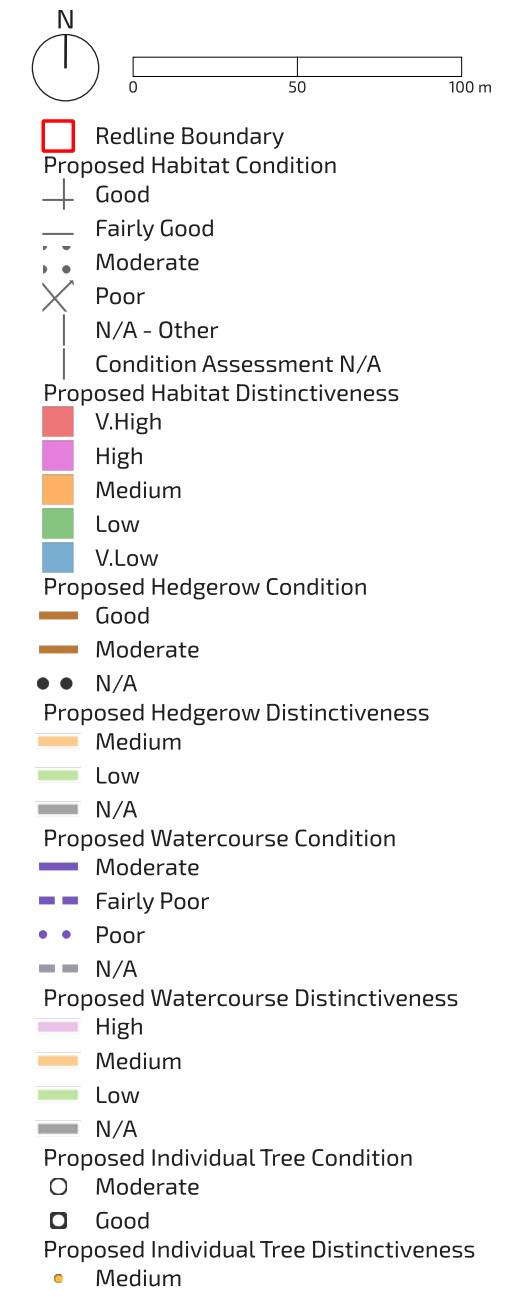 N
0 50 100 m
Redline Boundary
Proposed Habitat Condition
Good
Fairly Good
Moderate
Poor
N/A - Other
Condition Assessment N/A
Proposed Habitat Distinctiveness
V.High
High
Medium
Low
V.Low
Proposed Hedgerow Condition
Good
Moderate
N/A
Proposed Hedgerow Distinctiveness
Medium
Low
N/A
Proposed Watercourse Condition
Moderate
Fairly Poor
Poor
N/A
Proposed Watercourse Distinctiveness
High
Medium
Low
N/A
Proposed Individual Tree Condition
Moderate
Good
Proposed Individual Tree Distinctiveness
Medium